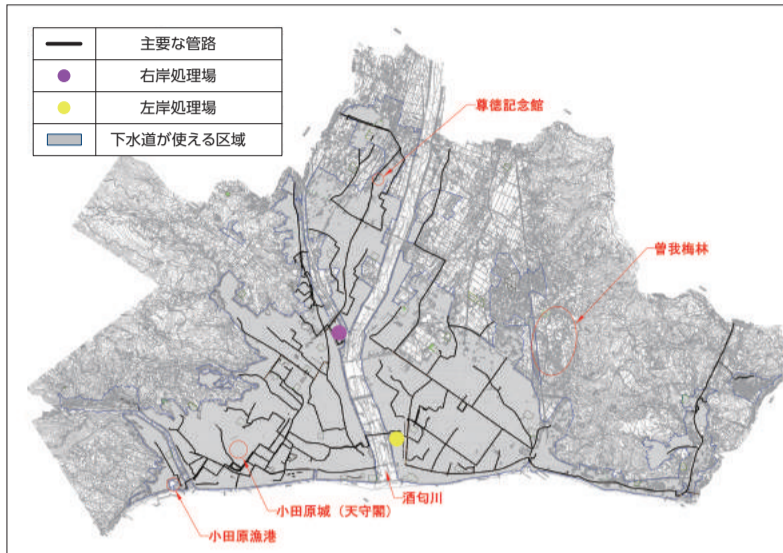 主要な管路
右岸処理場
左岸処理場
下水道が使える区域
尊徳記念館
曽我梅林
酒匂川
小田原城（天守閣）
小田原漁港